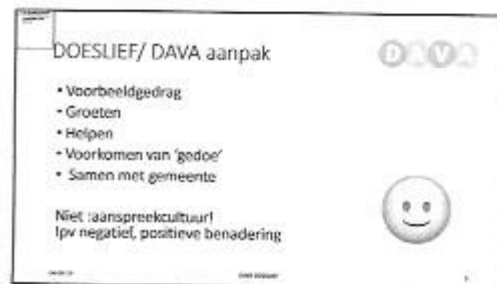 DOESLIEF/ DAVA aanpak
DAVA
• Voorbeeldgedrag
• Groeten
• Helpen
• Voorkomen van 'gedoe'
• Samen met gemeente
Niet :aanspreekcultuur!
Ipv negatief, positieve benadering